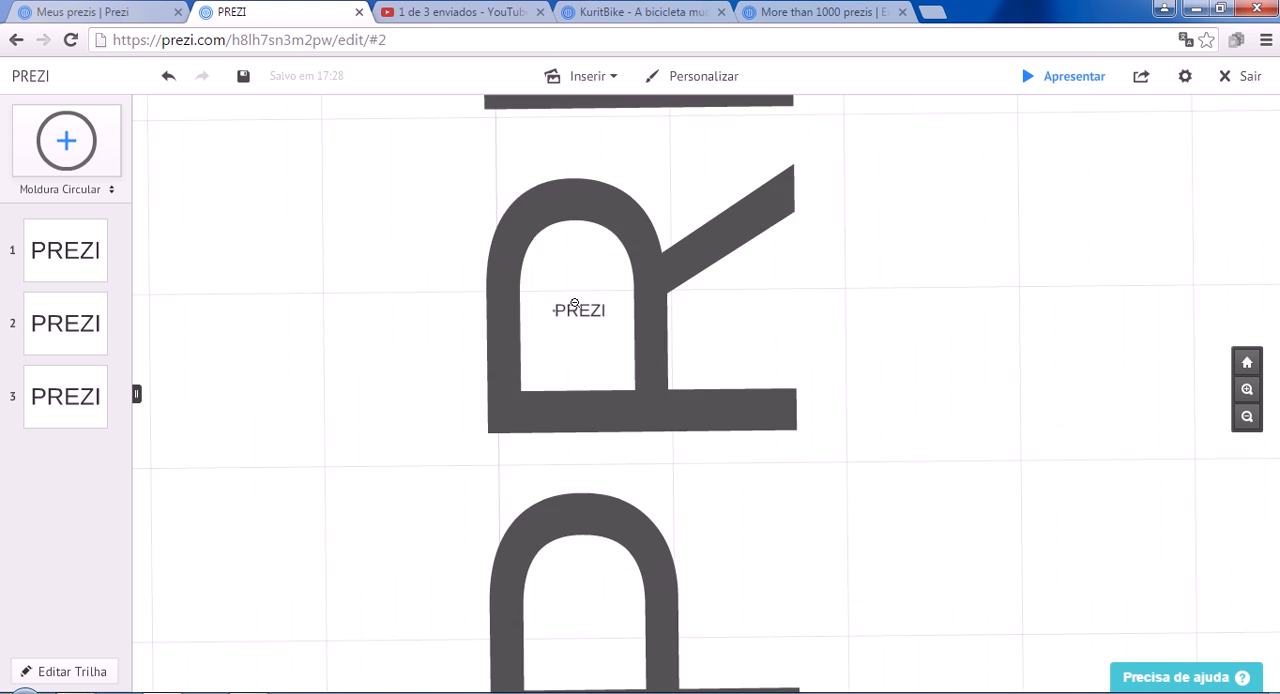 Meus prezis | Prezi
PREZI
1 de 3 enviados - YouTub
KuritBike - A bicicleta mu
More than 1000 prezis | E
https://prezi.com/h8lh7sn3m2pw/edit/#2
PREZI
Salvo em 17:28
Inserir
Personalizar
Apresentar
Sair
Moldura Circular
1 PREZI
2 PREZI
3 PREZI
Editar Trilha
PR
PREZI
Precisa de ajuda ?